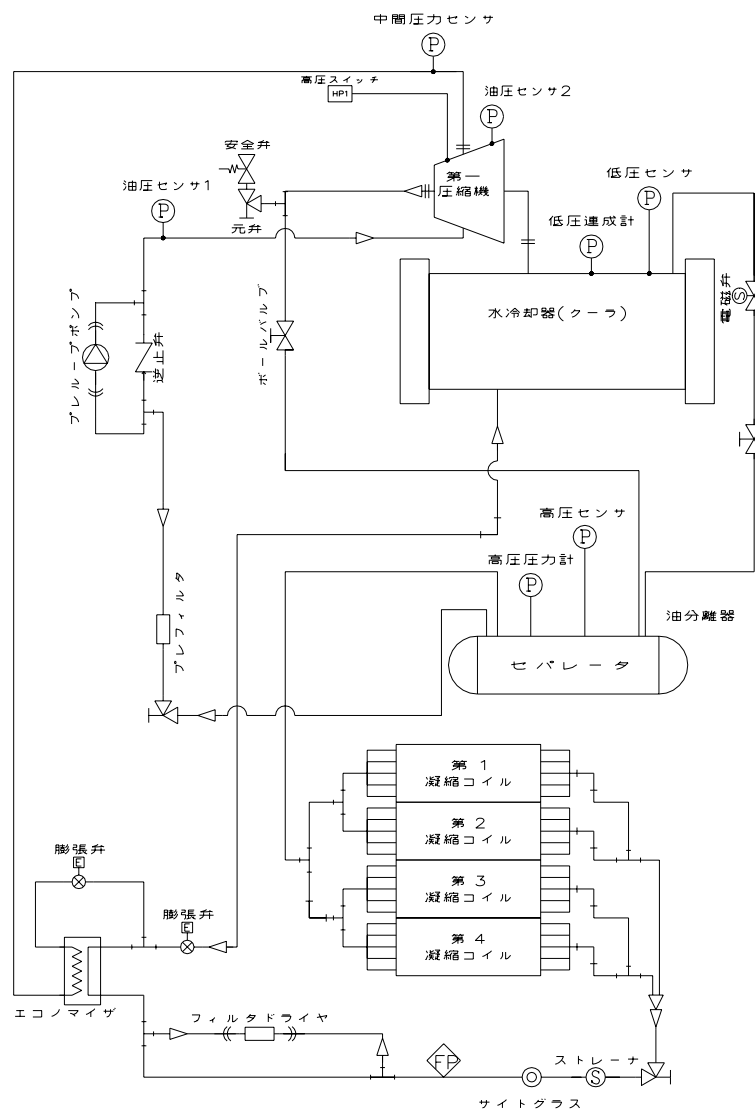 中間圧力センサ
P
高圧スイッチ
HP1
油圧センサ2
P
安全弁
第一
圧縮機
低圧センサ
P
油圧センサ1
P
元弁
低圧連成計
P
水冷却器(クーラ)
電磁弁
S
ボールバルブ
プレループポンプ
逆止弁
高圧センサ
P
高圧圧力計
P
プレフィルタ
油分離器
セパレータ
第 1
凝縮コイル
第 2
凝縮コイル
第 3
凝縮コイル
第 4
凝縮コイル
膨張弁
E
膨張弁
E
エコノマイザ
フィルタドライヤ
FP
ストレーナ
S
サイトグラス